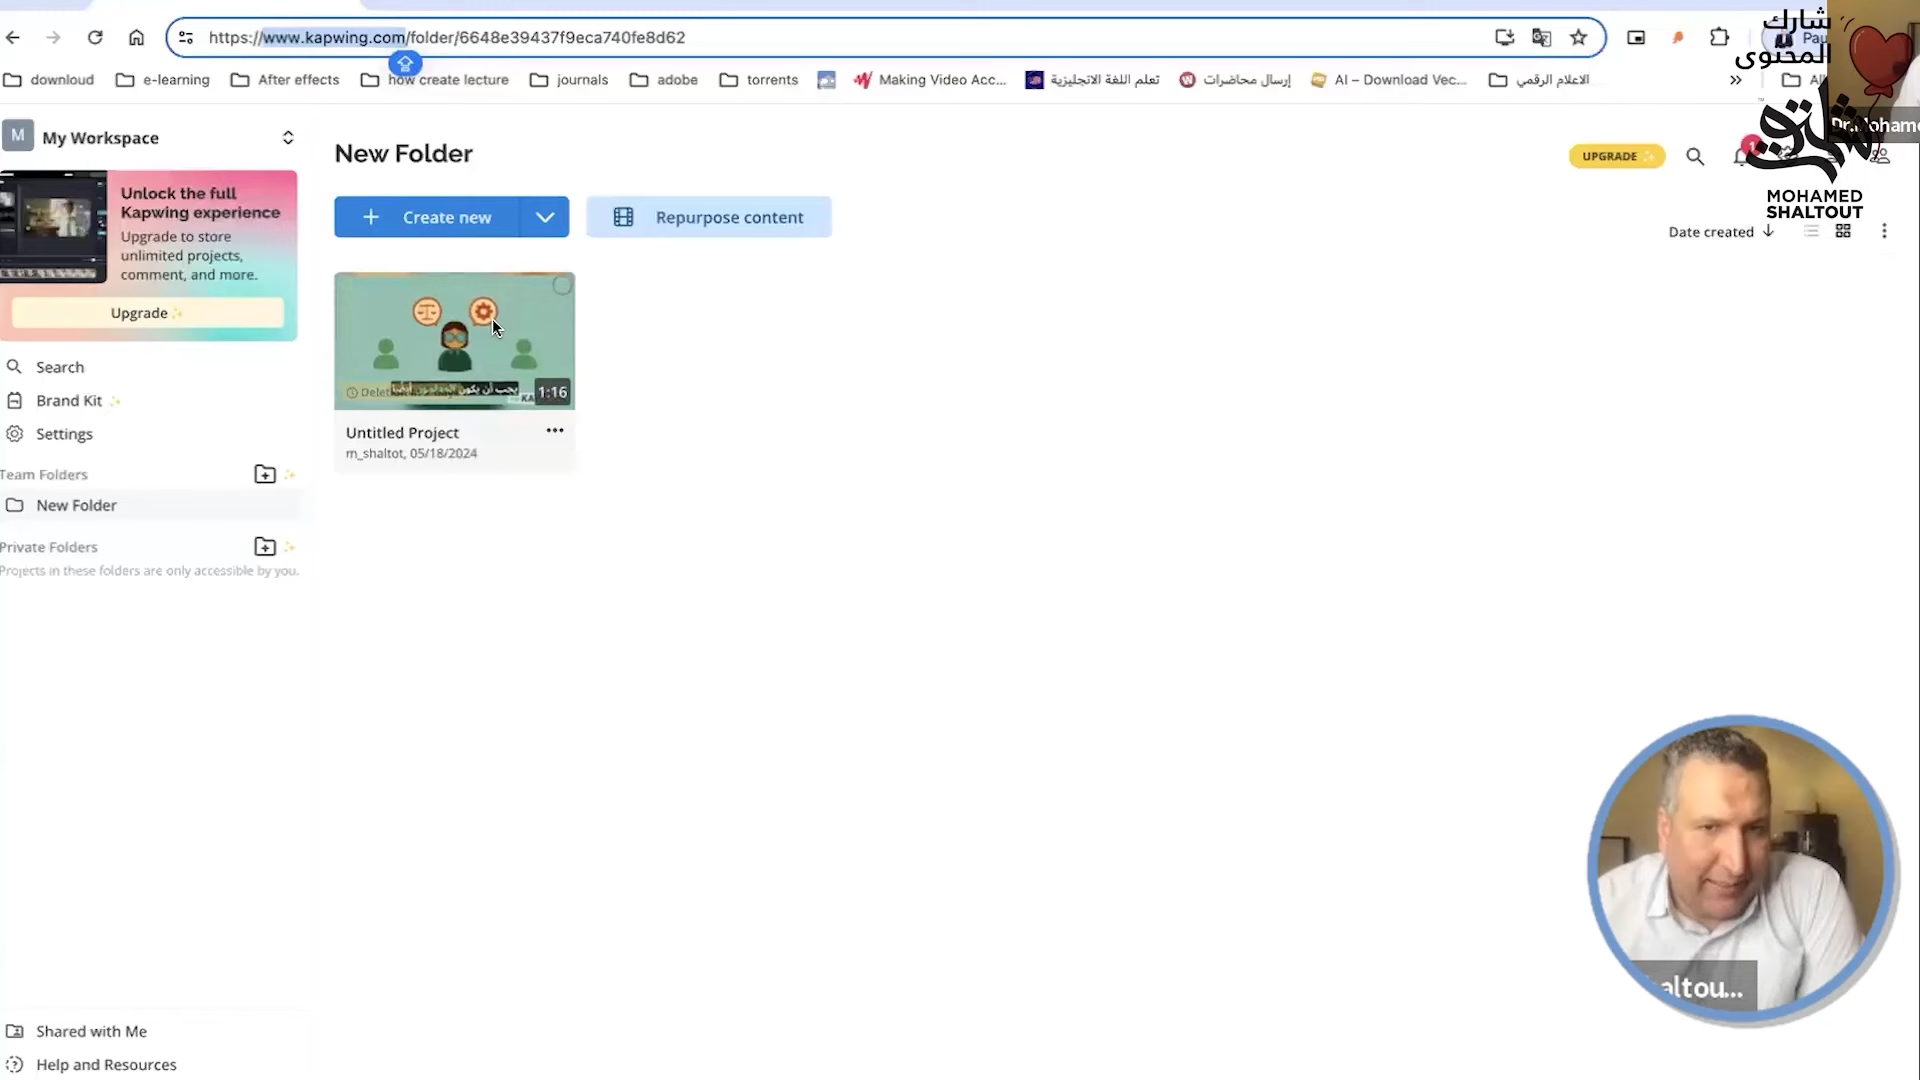 https://www.kapwing.com/folder/6648e39437f9eca740fe8d62
شارك
المحتوى
download
e-learning
After effects
how create lecture
journals
adobe
torrents
Making Video Acc...
تعلم اللغة الانجليزية
إرسال محاضرات
AI – Download Vec...
الاعلام الرقمي
M
My Workspace
New Folder
UPGRADE
1
MOHAMED
SHALTOUT
Unlock the full
Kapwing experience
Upgrade to store
unlimited projects,
comment, and more.
Upgrade
Create new
Repurpose content
Date created
Search
Brand Kit
Settings
1:16
Untitled Project
m_shaltot, 05/18/2024
Team Folders
New Folder
Private Folders
Projects in these folders are only accessible by you.
altou...
Shared with Me
Help and Resources